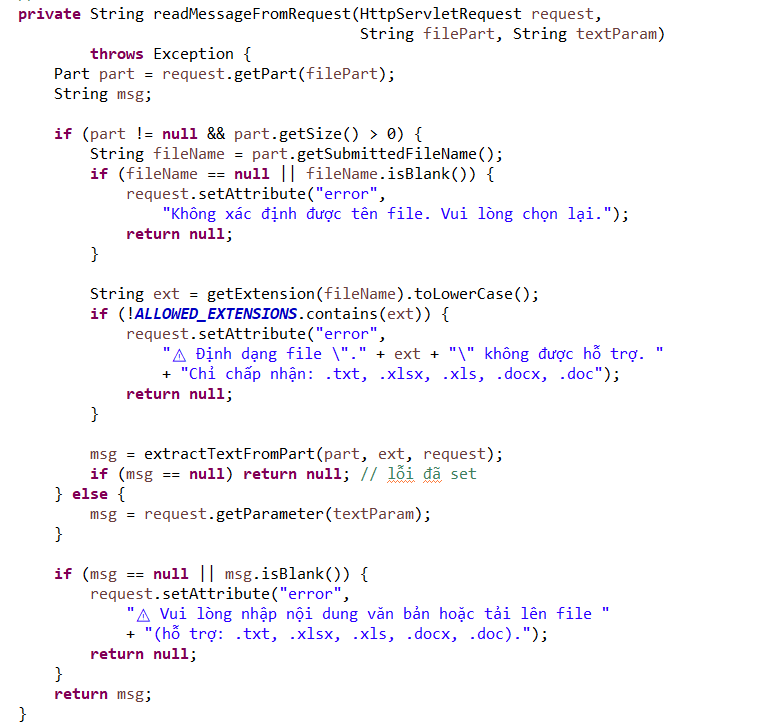 private String readMessageFromRequest(HttpServletRequest request,
                                      String filePart, String textParam)
        throws Exception {
    Part part = request.getPart(filePart);
    String msg;

    if (part != null && part.getSize() > 0) {
        String fileName = part.getSubmittedFileName();
        if (fileName == null || fileName.isBlank()) {
            request.setAttribute("error",
                "Không xác định được tên file. Vui lòng chọn lại.");
            return null;
        }

        String ext = getExtension(fileName).toLowerCase();
        if (!ALLOWED_EXTENSIONS.contains(ext)) {
            request.setAttribute("error",
                "⚠ Định dạng file \"." + ext + "\" không được hỗ trợ. "
                + "Chỉ chấp nhận: .txt, .xlsx, .xls, .docx, .doc");
            return null;
        }

        msg = extractTextFromPart(part, ext, request);
        if (msg == null) return null; // lỗi đã set
    } else {
        msg = request.getParameter(textParam);
    }

    if (msg == null || msg.isBlank()) {
        request.setAttribute("error",
            "⚠ Vui lòng nhập nội dung văn bản hoặc tải lên file "
            + "(hỗ trợ: .txt, .xlsx, .xls, .docx, .doc).");
        return null;
    }
    return msg;
}